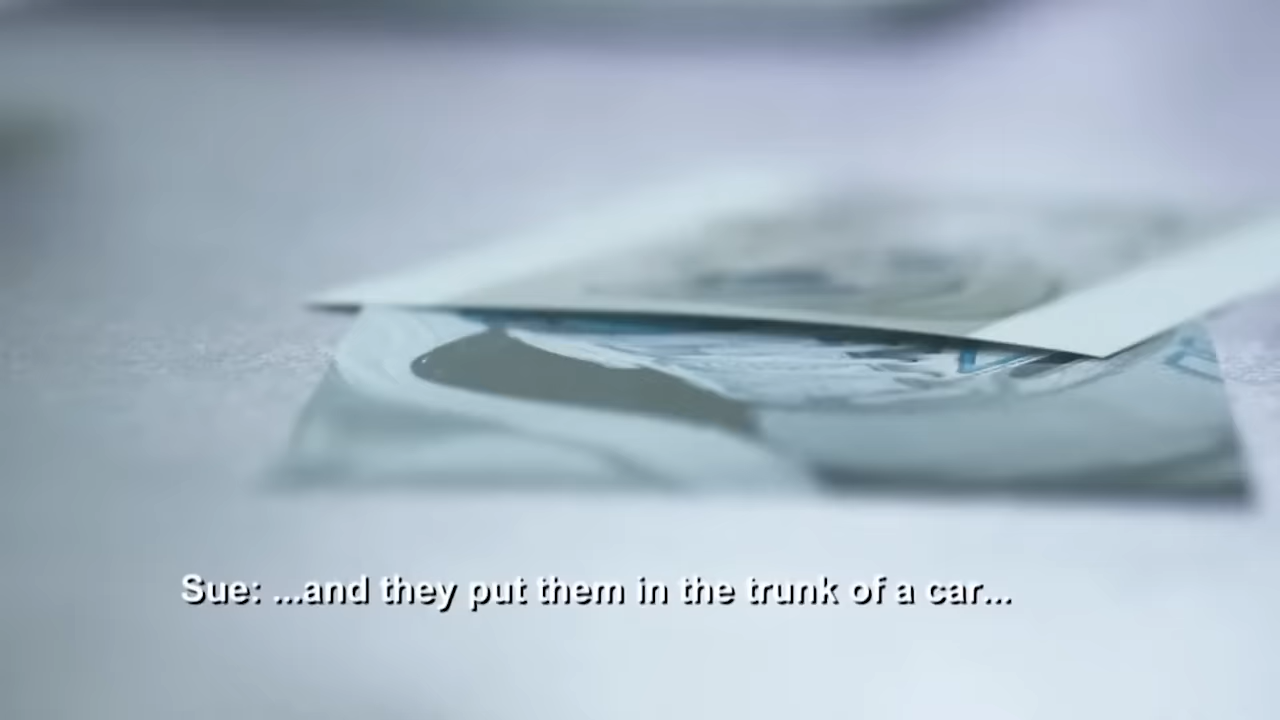 Sue: ...and they put them in the trunk of a car...